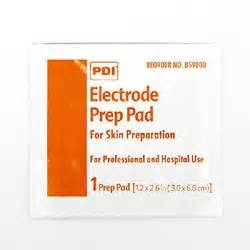 PDI
REORDER NO. B59800
Electrode
Prep Pad
For Skin Preparation
For Professional and Hospital Use
1 Prep Pad [1.2 x 2.6 in (3.0 x 6.6 cm)]